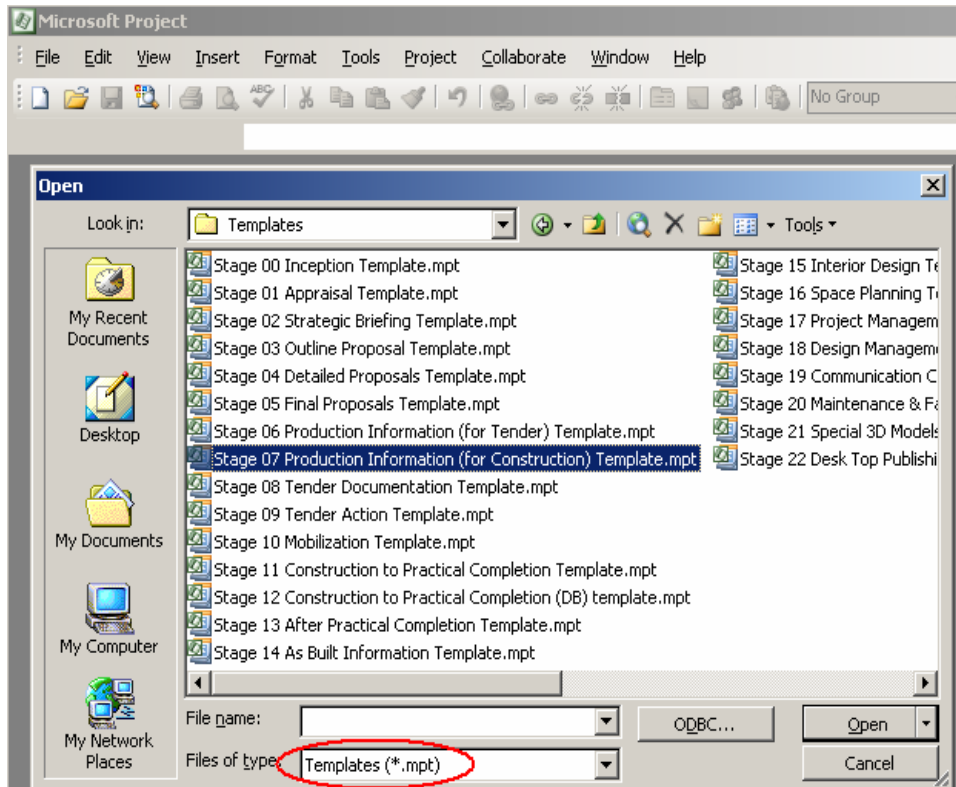 Microsoft Project
File Edit View Insert Format Tools Project Collaborate Window Help
ABC No Group
Open
Look in: Templates Tools
My Recent Documents
Desktop
My Documents
My Computer
My Network Places
Stage 00 Inception Template.mpt
Stage 01 Appraisal Template.mpt
Stage 02 Strategic Briefing Template.mpt
Stage 03 Outline Proposal Template.mpt
Stage 04 Detailed Proposals Template.mpt
Stage 05 Final Proposals Template.mpt
Stage 06 Production Information (for Tender) Template.mpt
Stage 07 Production Information (for Construction) Template.mpt
Stage 08 Tender Documentation Template.mpt
Stage 09 Tender Action Template.mpt
Stage 10 Mobilization Template.mpt
Stage 11 Construction to Practical Completion Template.mpt
Stage 12 Construction to Practical Completion (DB) template.mpt
Stage 13 After Practical Completion Template.mpt
Stage 14 As Built Information Template.mpt
Stage 15 Interior Design Te
Stage 16 Space Planning T
Stage 17 Project Managem
Stage 18 Design Managem
Stage 19 Communication C
Stage 20 Maintenance & Fa
Stage 21 Special 3D Models
Stage 22 Desk Top Publishi
File name: ODBC... Open
Files of type: Templates (*.mpt) Cancel